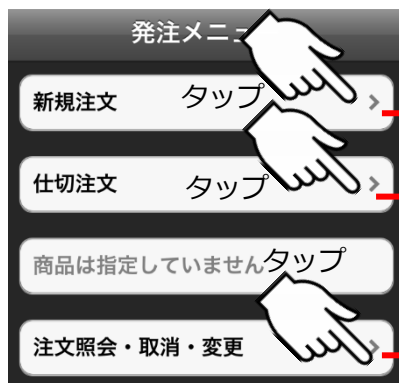 発注メニュ
新規注文 タップ
仕切注文 タップ
商品は指定していません タップ
注文照会・取消・変更